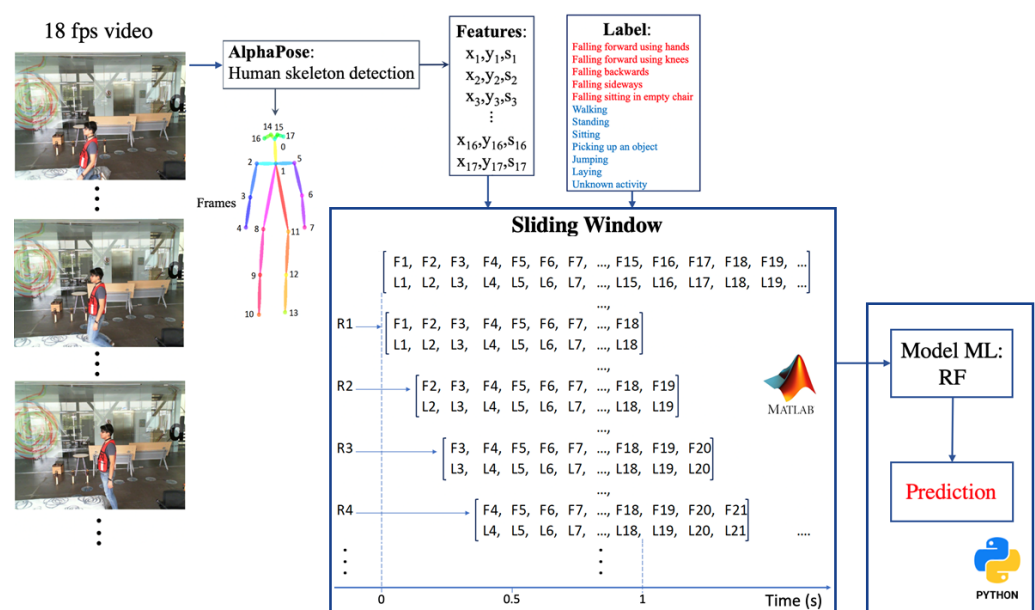 18 fps video
AlphaPose:
Human skeleton detection
Features:
x1,y1,s1
x2,y2,s2
x3,y3,s3
⋮
x16,y16,s16
x17,y17,s17
Label:
Falling forward using hands
Falling forward using knees
Falling backwards
Falling sideways
Falling sitting in empty chair
Walking
Standing
Sitting
Picking up an object
Jumping
Laying
Unknown activity
14 15
16 17
0
2 5
1
3 6
Frames
4 8 7
11
9 12
10 13
Sliding Window
F1, F2, F3, F4, F5, F6, F7, ..., F15, F16, F17, F18, F19, ...
L1, L2, L3, L4, L5, L6, L7, ..., L15, L16, L17, L18, L19, ...
...,
R1 F1, F2, F3, F4, F5, F6, F7, ..., F18
L1, L2, L3, L4, L5, L6, L7, ..., L18
...,
R2 F2, F3, F4, F5, F6, F7, ..., F18, F19
L2, L3, L4, L5, L6, L7, ..., L18, L19
...,
R3 F3, F4, F5, F6, F7, ..., F18, F19, F20
L3, L4, L5, L6, L7, ..., L18, L19, L20
...,
R4 F4, F5, F6, F7, ..., F18, F19, F20, F21
L4, L5, L6, L7, ..., L18, L19, L20, L21 ....
0 0.5 1 Time (s)
MATLAB
Model ML:
RF
Prediction
PYTHON